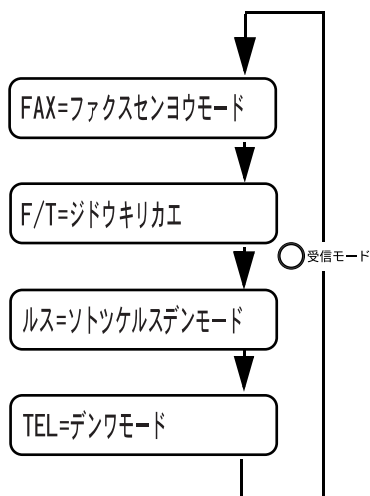 FAX=ファクスセンヨウモード
F/T=ジドウキリカエ
受信モード
ルス=ソトツケルスデンモード
TEL=デンワモード